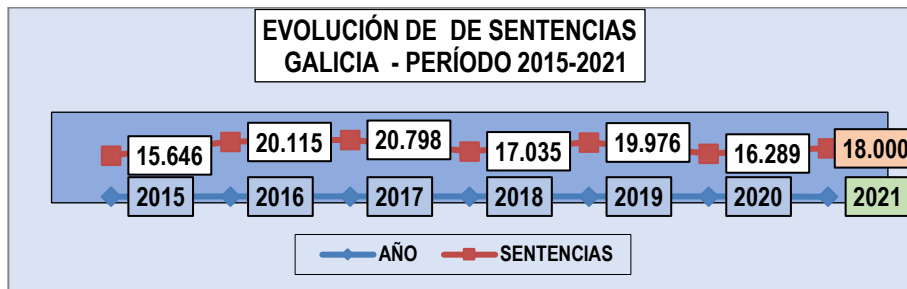 EVOLUCIÓN DE DE SENTENCIAS
GALICIA - PERÍODO 2015-2021
15.646 20.115 20.798 17.035 19.976 16.289 18.000
2015 2016 2017 2018 2019 2020 2021
AÑO SENTENCIAS